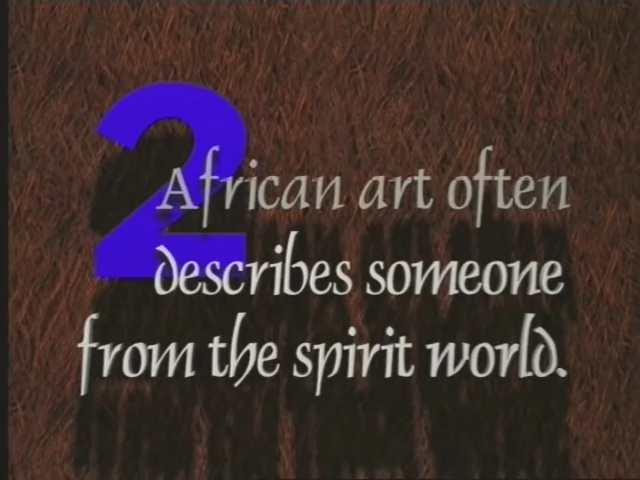 2
African art often
describes someone
from the spirit world.